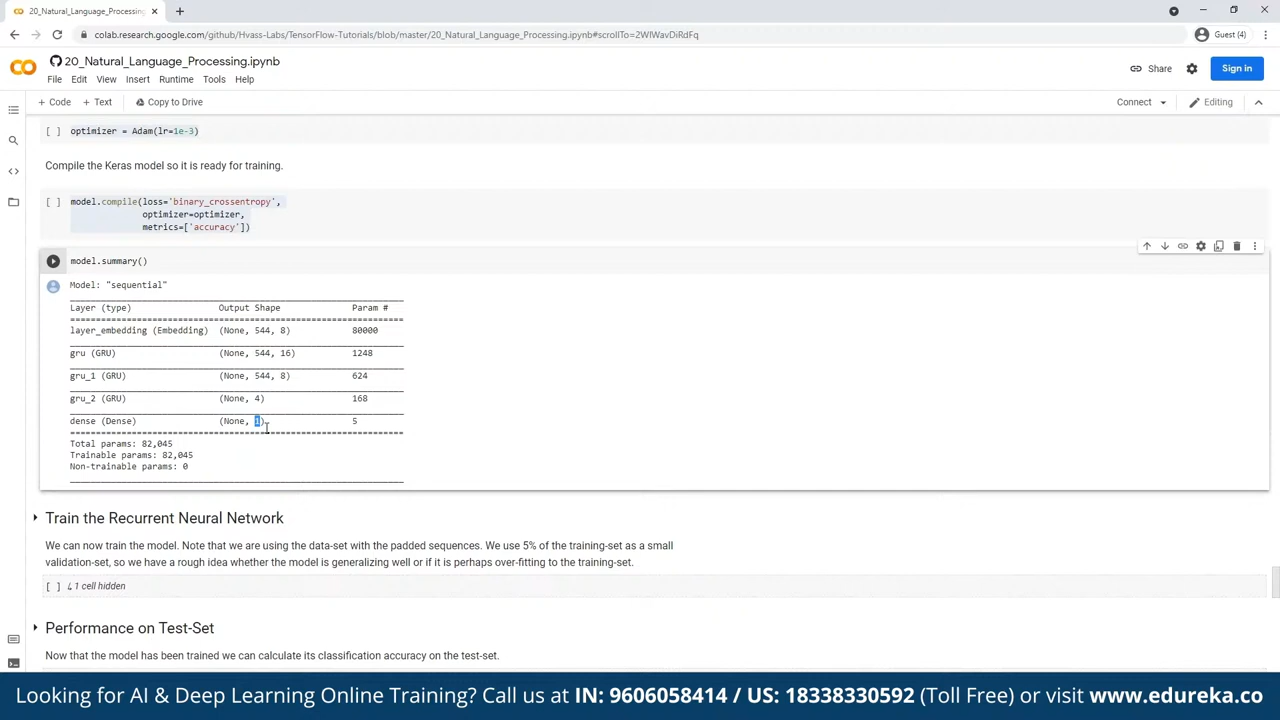 20_Natural_Language_Processing
colab.research.google.com/github/Hvass-Labs/TensorFlow-Tutorials/blob/master/20_Natural_Language_Processing.ipynb#scrollTo=2WlWavDiRdFq
Guest (4)
20_Natural_Language_Processing.ipynb
File Edit View Insert Runtime Tools Help
Share
Sign in
+ Code + Text Copy to Drive
Connect
Editing
[ ] optimizer = Adam(lr=1e-3)
Compile the Keras model so it is ready for training.
[ ] model.compile(loss='binary_crossentropy',
optimizer=optimizer,
metrics=['accuracy'])
model.summary()
Model: "sequential"
Layer (type) Output Shape Param #
layer_embedding (Embedding) (None, 544, 8) 80000
gru (GRU) (None, 544, 16) 1248
gru_1 (GRU) (None, 544, 8) 624
gru_2 (GRU) (None, 4) 168
dense (Dense) (None, 1) 5
Total params: 82,045
Trainable params: 82,045
Non-trainable params: 0
Train the Recurrent Neural Network
We can now train the model. Note that we are using the data-set with the padded sequences. We use 5% of the training-set as a small
validation-set, so we have a rough idea whether the model is generalizing well or if it is perhaps over-fitting to the training-set.
[ ] ↳ 1 cell hidden
Performance on Test-Set
Now that the model has been trained we can calculate its classification accuracy on the test-set.
Looking for AI & Deep Learning Online Training? Call us at IN: 9606058414 / US: 18338330592 (Toll Free) or visit www.edureka.co